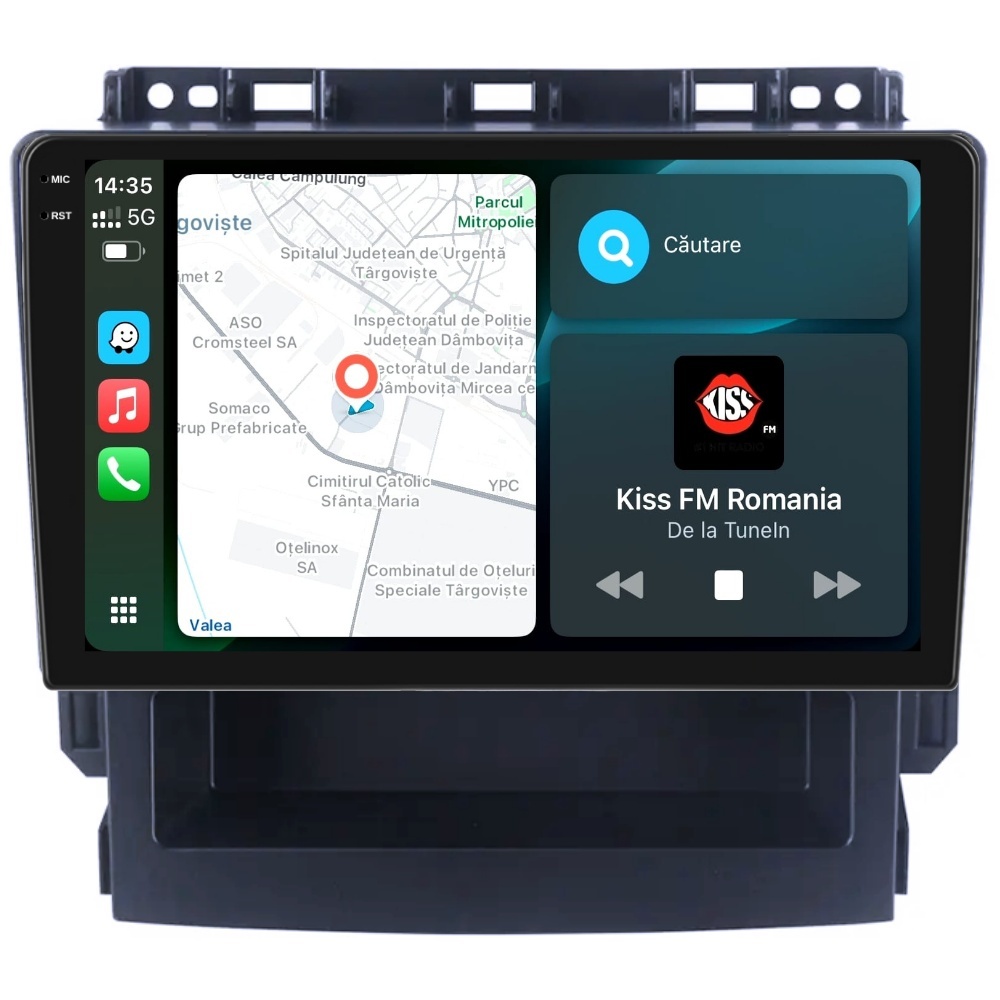 MIC
RST
14:35
5G
Calea Câmpulung
goviște
Parcul
Mitropoliei
Spitalul Județean de Urgență
Târgoviște
imet 2
ASO
Cromsteel SA
Inspectoratul de Poliție
Județean Dâmbovița
ectoratul de Jandarm
Dâmbovița Mircea ce
Somaco
Grup Prefabricate
Cimitirul Catolic
Sfânta Maria
YPC
Oțelinox
SA
Combinatul de Oțeluri
Speciale Târgoviște
Valea
Căutare
KISS
FM
Kiss FM Romania
De la TuneIn